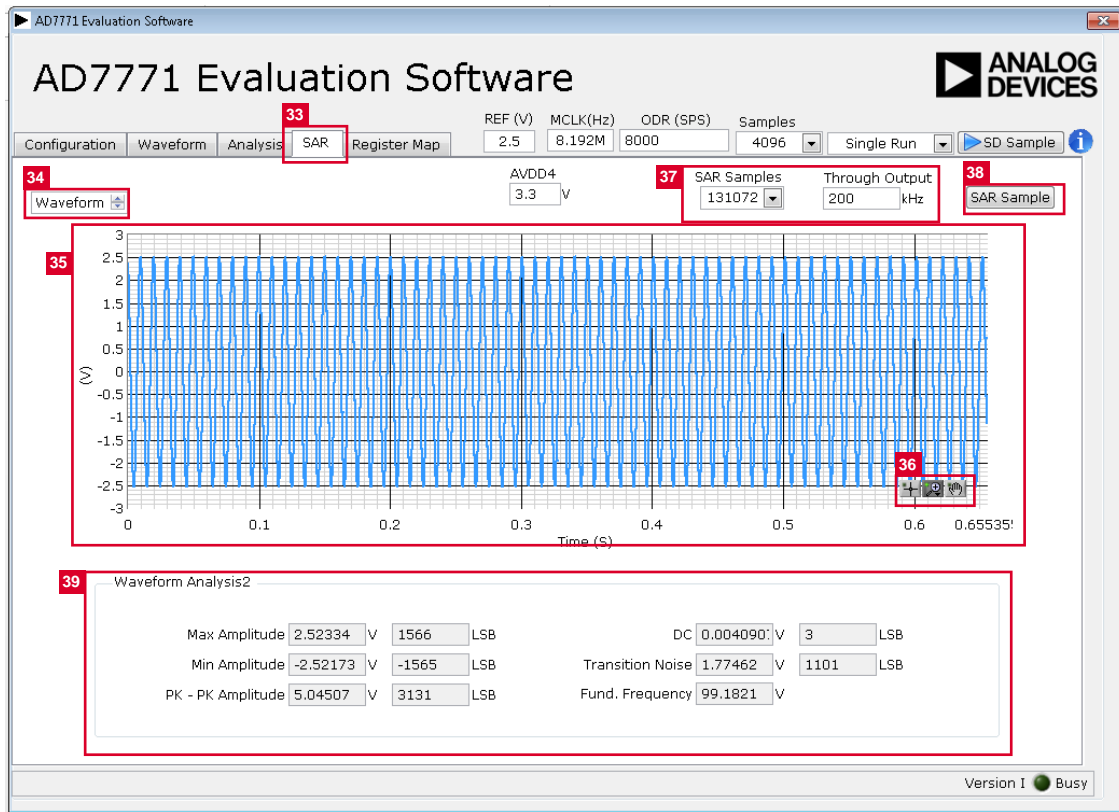 AD7771 Evaluation Software
AD7771 Evaluation Software
ANALOG
DEVICES
33
REF (V) MCLK(Hz) ODR (SPS) Samples
Configuration Waveform Analysis SAR Register Map 2.5 8.192M 8000 4096 Single Run SD Sample i
34 AVDD4 37 SAR Samples Through Output 38
Waveform 3.3 V 131072 200 kHz SAR Sample
35
3
2.5
2
1.5
1
0.5
0
-0.5
-1
-1.5
-2
-2.5
-3
(V)
36
0 0.1 0.2 0.3 0.4 0.5 0.6 0.655355
Time (S)
39 Waveform Analysis2
Max Amplitude 2.52334 V 1566 LSB DC 0.004090 V 3 LSB
Min Amplitude -2.52173 V -1565 LSB Transition Noise 1.77462 V 1101 LSB
PK - PK Amplitude 5.04507 V 3131 LSB Fund. Frequency 99.1821 V
Version I Busy